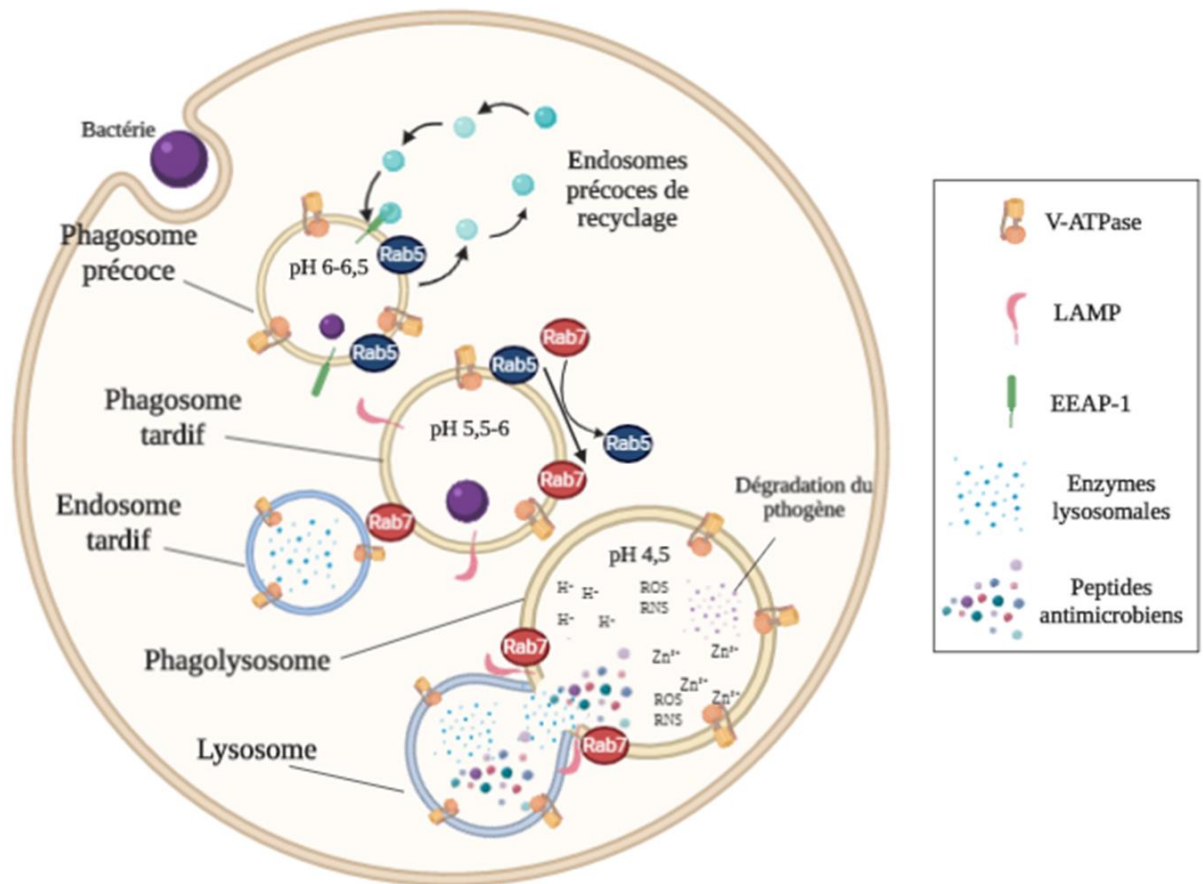 Bactérie
Endosomes
précoces de
recyclage
Phagosome
précoce
pH 6-6,5
Rab5
Rab5
Rab7
Rab5
Phagosome
tardif
pH 5,5-6
Rab5
Rab7
Endosome
tardif
Rab7
Dégradation du
pthogène
pH 4,5
H-
H-
H-
H-
ROS
RNS
Phagolysosome
Rab7
Zn²⁺
Zn²⁺
Zn²⁺
Zn²⁺
ROS
RNS
Lysosome
Rab7
V-ATPase
LAMP
EEAP-1
Enzymes
lysosomales
Peptides
antimicrobiens